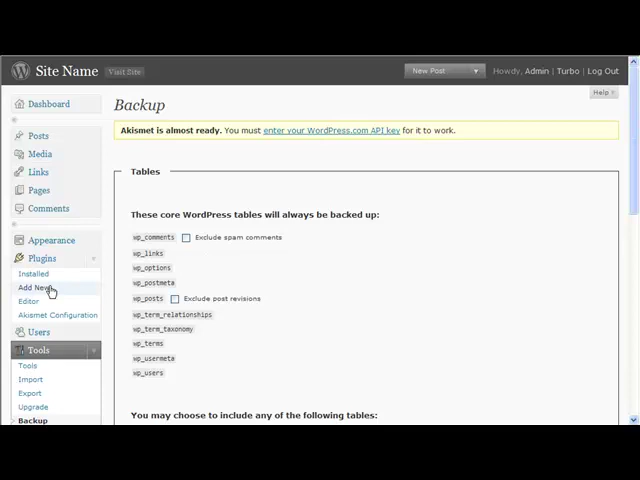 Site Name Visit Site New Post Howdy, Admin | Turbo | Log Out
Help
Dashboard
Posts
Media
Links
Pages
Comments
Appearance
Plugins
Installed
Add New
Editor
Akismet Configuration
Users
Tools
Tools
Import
Export
Upgrade
Backup
Backup
Akismet is almost ready. You must enter your WordPress.com API key for it to work.
Tables
These core WordPress tables will always be backed up:
wp_comments Exclude spam comments
wp_links
wp_options
wp_postmeta
wp_posts Exclude post revisions
wp_term_relationships
wp_term_taxonomy
wp_terms
wp_usermeta
wp_users
You may choose to include any of the following tables: